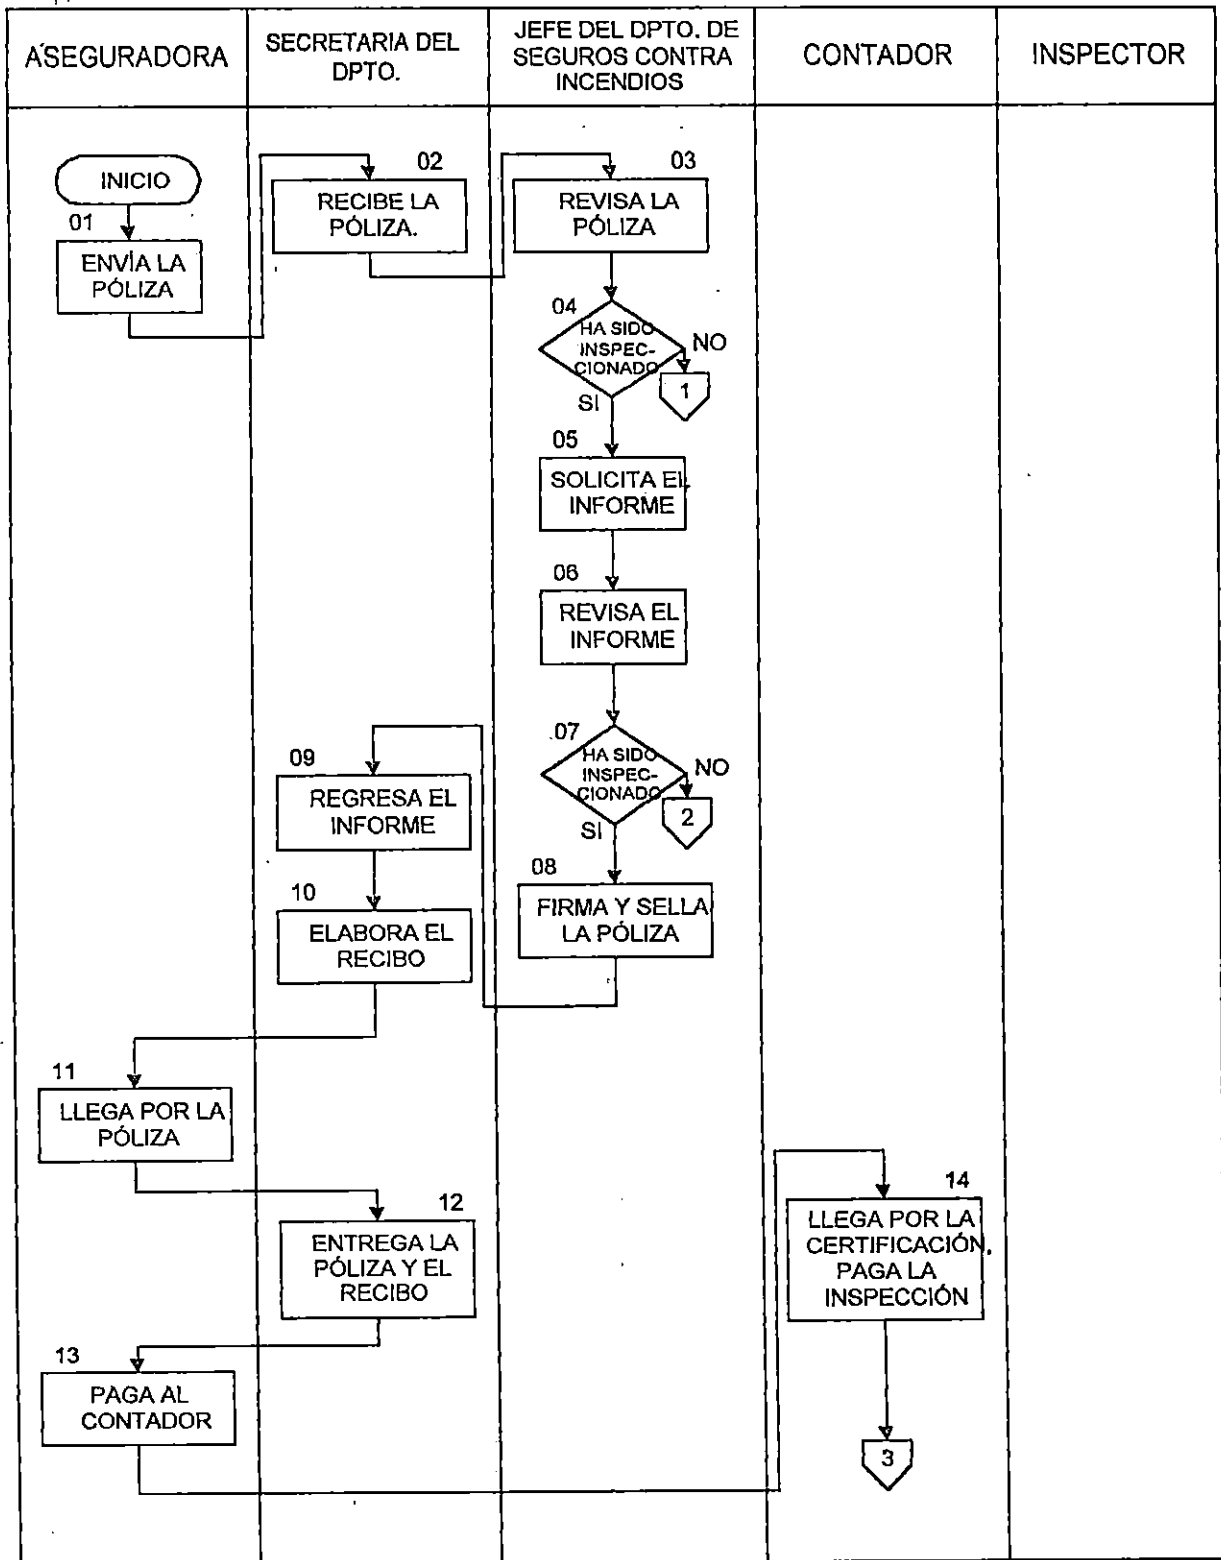 ASEGURADORA
SECRETARIA DEL
DPTO.
JEFE DEL DPTO. DE
SEGUROS CONTRA
INCENDIOS
CONTADOR
INSPECTOR
INICIO
01
ENVÍA LA
PÓLIZA
02
RECIBE LA
PÓLIZA.
03
REVISA LA
PÓLIZA
04
HA SIDO
INSPEC-
CIONADO
NO
1
SI
05
SOLICITA EL
INFORME
06
REVISA EL
INFORME
07
HA SIDO
INSPEC-
CIONADO
NO
2
SI
08
FIRMA Y SELLA
LA PÓLIZA
09
REGRESA EL
INFORME
10
ELABORA EL
RECIBO
11
LLEGA POR LA
PÓLIZA
12
ENTREGA LA
PÓLIZA Y EL
RECIBO
13
PAGA AL
CONTADOR
14
LLEGA POR LA
CERTIFICACIÓN,
PAGA LA
INSPECCIÓN
3